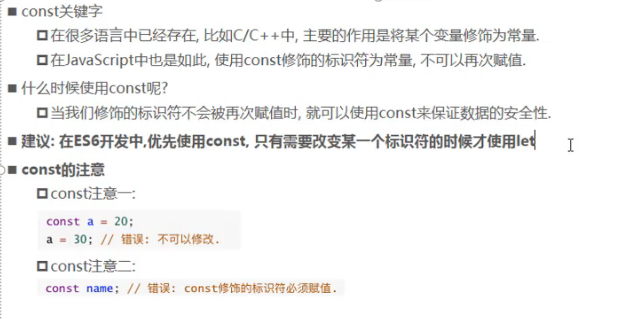 const关键字
在很多语言中已经存在, 比如C/C++中, 主要的作用是将某个变量修饰为常量.
在JavaScript中也是如此, 使用const修饰的标识符为常量, 不可以再次赋值.
什么时候使用const呢?
当我们修饰的标识符不会被再次赋值时, 就可以使用const来保证数据的安全性.
建议: 在ES6开发中,优先使用const, 只有需要改变某一个标识符的时候才使用let
const的注意
const注意一:
const a = 20;
a = 30; // 错误: 不可以修改.
const注意二:
const name; // 错误: const修饰的标识符必须赋值.